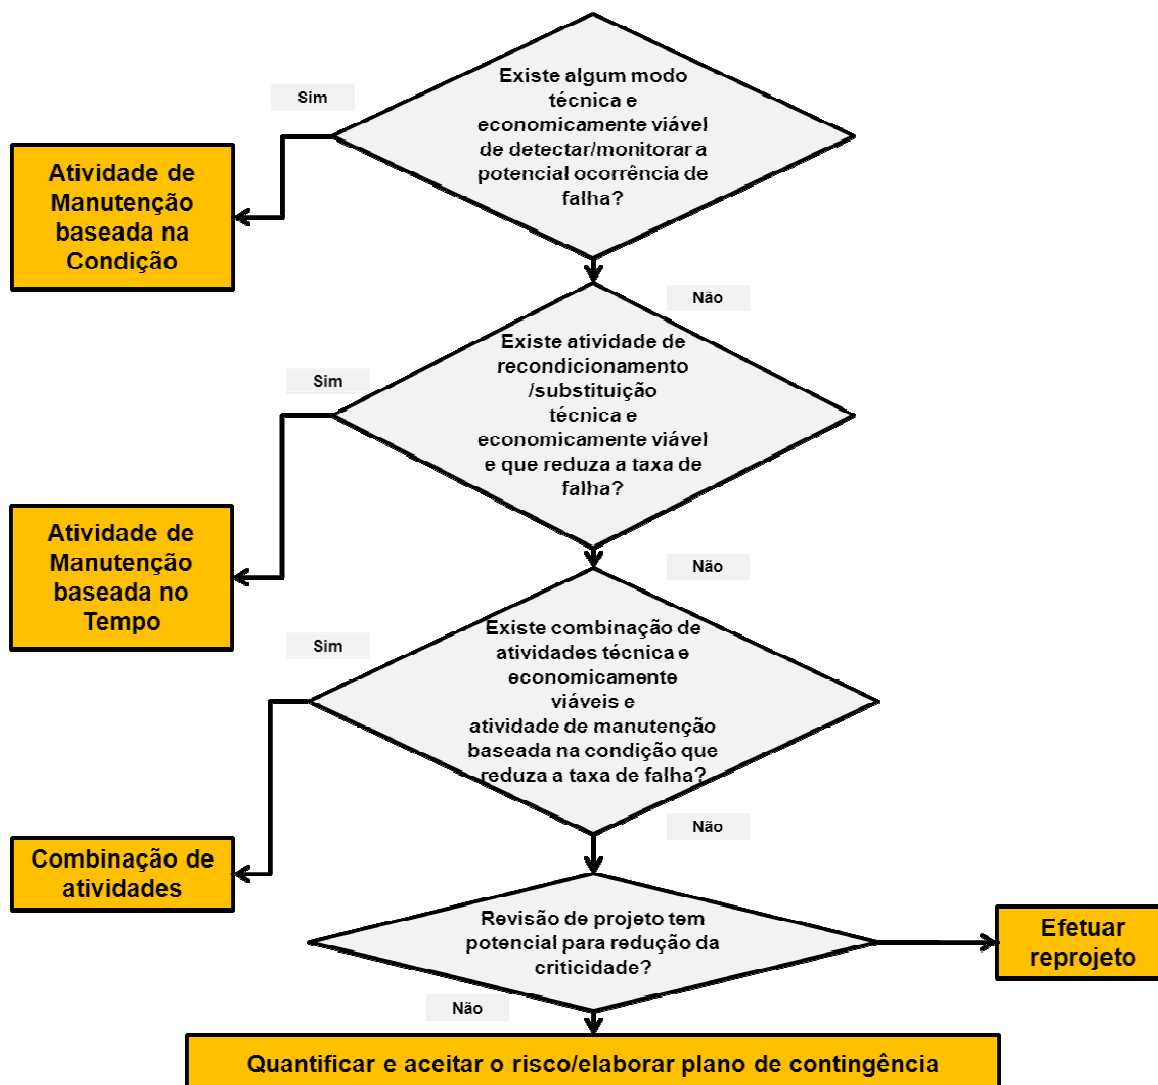 Existe algum modo
técnica e
economicamente viável
de detectar/monitorar a
potencial ocorrência de
falha?
Sim
Atividade de
Manutenção
baseada na
Condição
Não
Existe atividade de
recondicionamento
/substituição
técnica e
economicamente viável
e que reduza a taxa de
falha?
Sim
Atividade de
Manutenção
baseada no
Tempo
Não
Existe combinação de
atividades técnica e
economicamente
viáveis e
atividade de manutenção
baseada na condição que
reduza a taxa de falha?
Sim
Combinação de
atividades
Não
Revisão de projeto tem
potencial para redução da
criticidade?
Efetuar
reprojeto
Não
Quantificar e aceitar o risco/elaborar plano de contingência